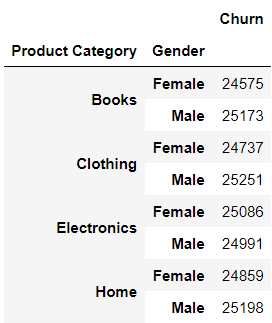 Churn
Product Category Gender
Books Female 24575
Male 25173
Clothing Female 24737
Male 25251
Electronics Female 25086
Male 24991
Home Female 24859
Male 25198